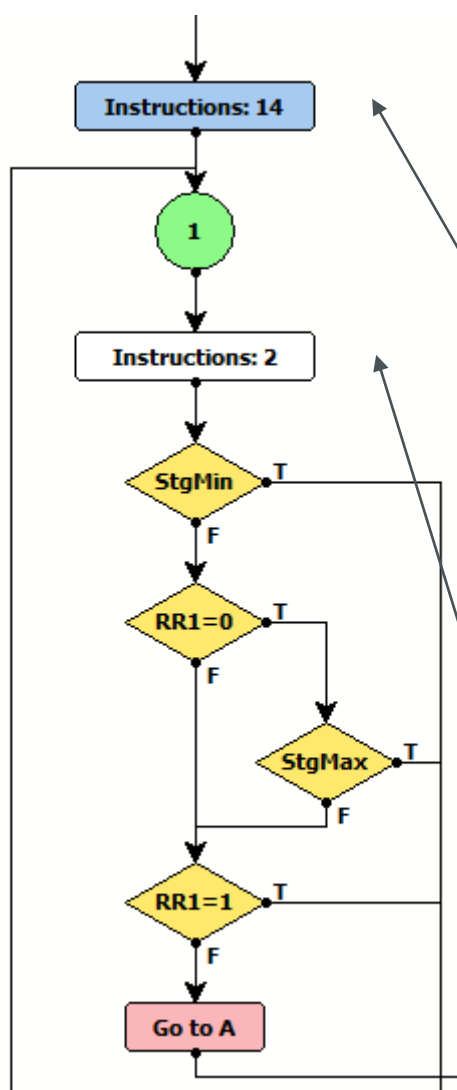 Instructions: 14
1
Instructions: 2
StgMin
T
F
RR1=0
T
F
StgMax
T
F
RR1=1
T
F
Go to A